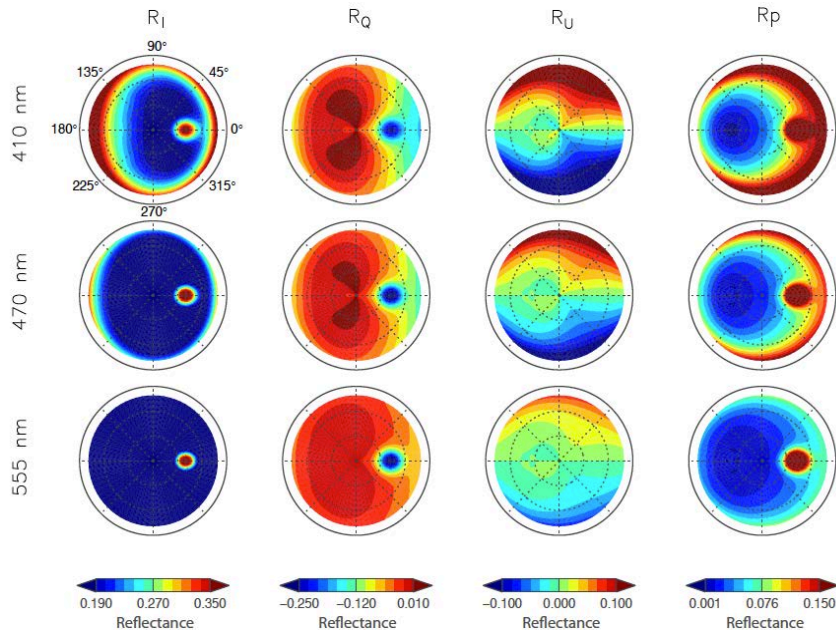 R_I R_Q R_U R_P
90°
135° 45°
180° 0°
225° 315°
270°
410 nm
470 nm
555 nm
0.190 0.270 0.350
Reflectance
−0.250 −0.120 0.010
Reflectance
−0.100 0.000 0.100
Reflectance
0.001 0.076 0.150
Reflectance